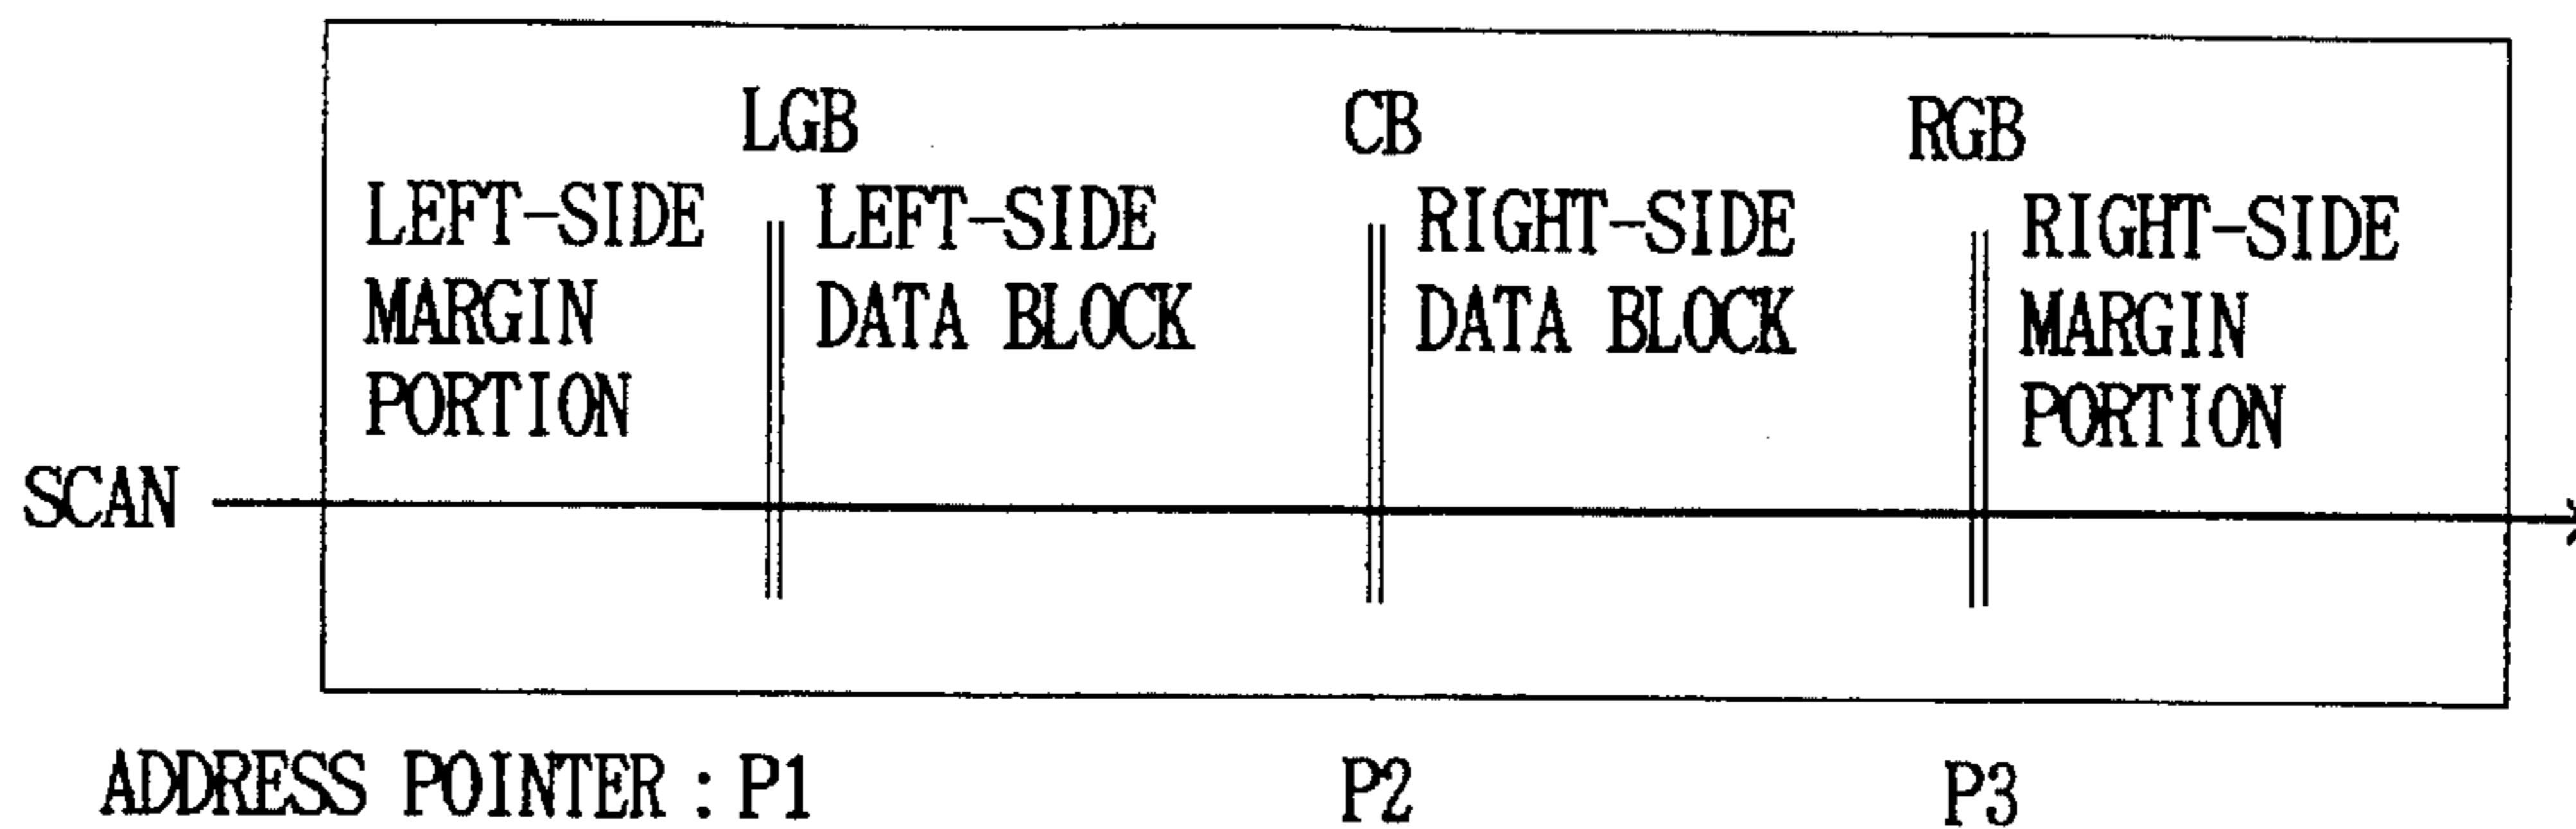 LGB CB RGB
LEFT-SIDE MARGIN PORTION
LEFT-SIDE DATA BLOCK
RIGHT-SIDE DATA BLOCK
RIGHT-SIDE MARGIN PORTION
SCAN
ADDRESS POINTER : P1 P2 P3